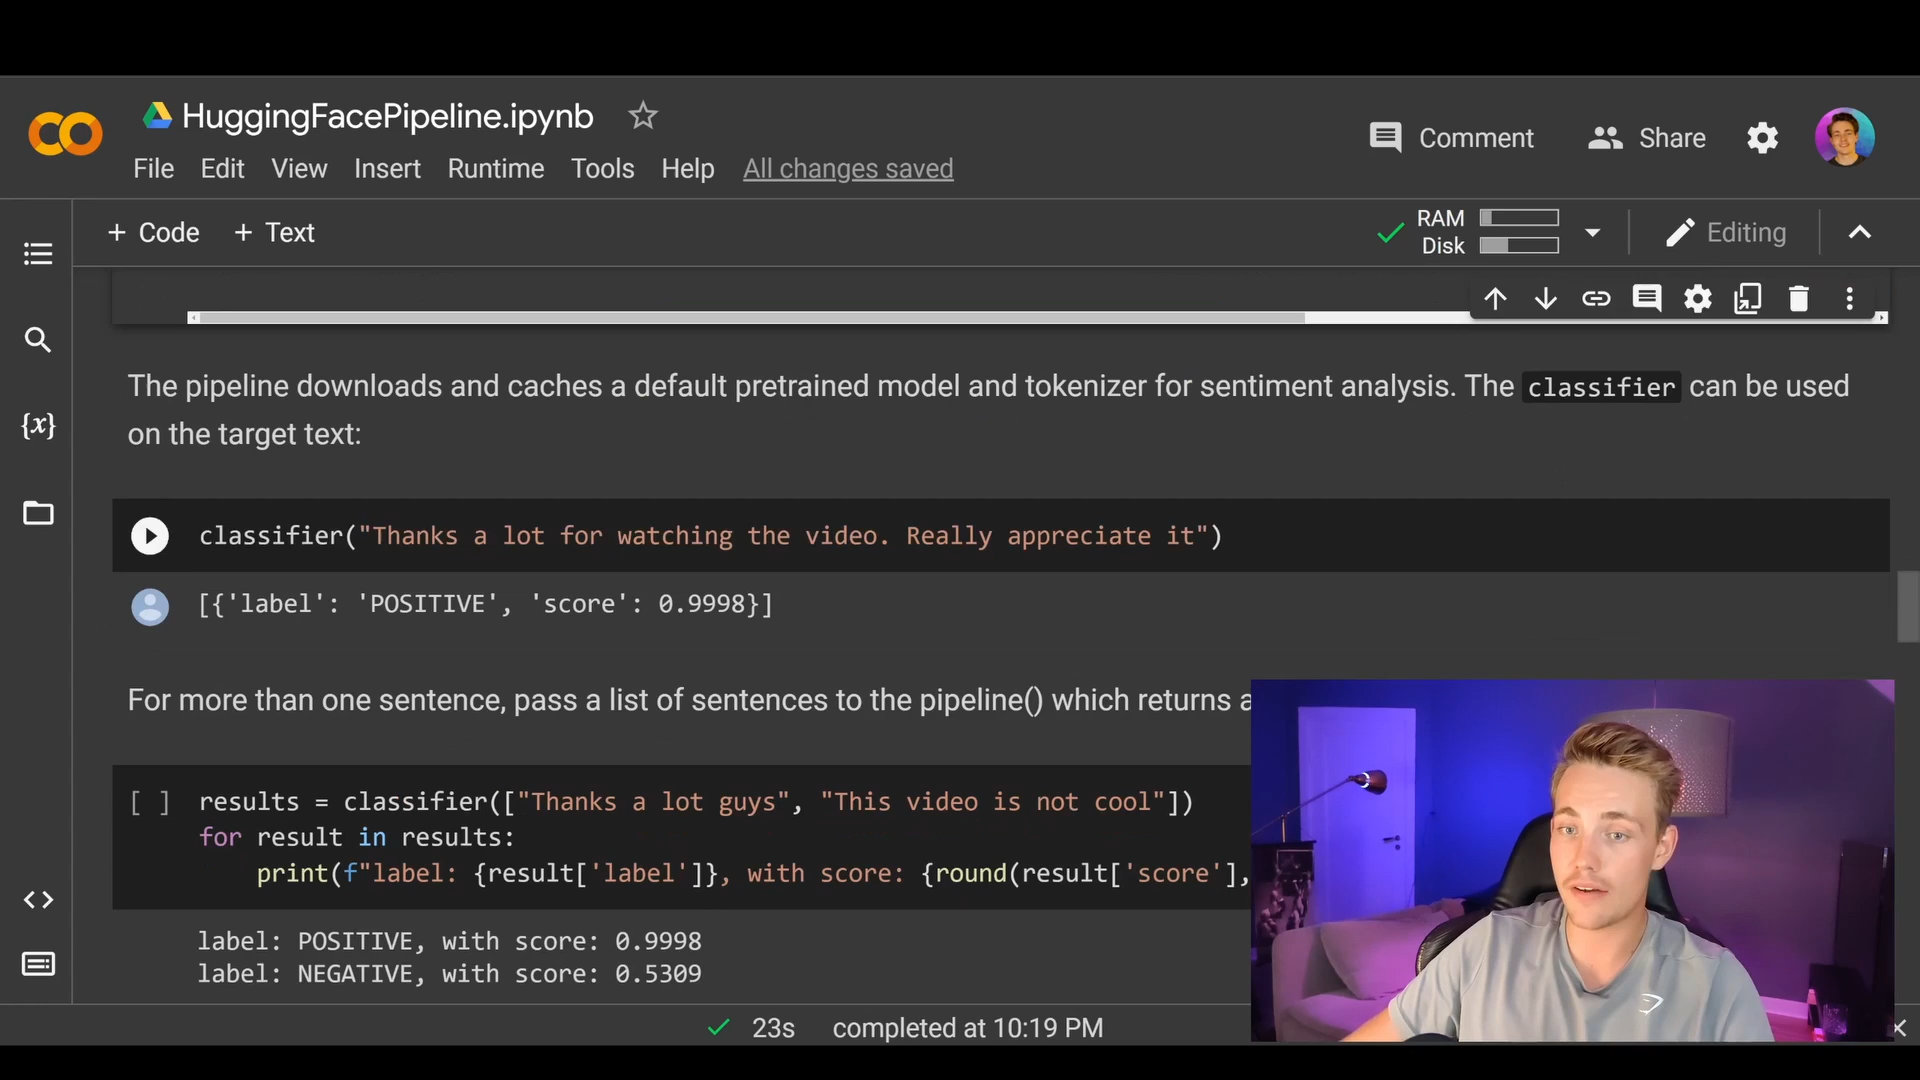 HuggingFacePipeline.ipynb
Comment
Share
File Edit View Insert Runtime Tools Help All changes saved
+ Code + Text
RAM
Disk
Editing
The pipeline downloads and caches a default pretrained model and tokenizer for sentiment analysis. The classifier can be used
on the target text:
{x}
classifier("Thanks a lot for watching the video. Really appreciate it")
[{'label': 'POSITIVE', 'score': 0.9998}]
For more than one sentence, pass a list of sentences to the pipeline() which returns a
[ ] results = classifier(["Thanks a lot guys", "This video is not cool"])
for result in results:
print(f"label: {result['label']}, with score: {round(result['score'],
label: POSITIVE, with score: 0.9998
label: NEGATIVE, with score: 0.5309
23s completed at 10:19 PM